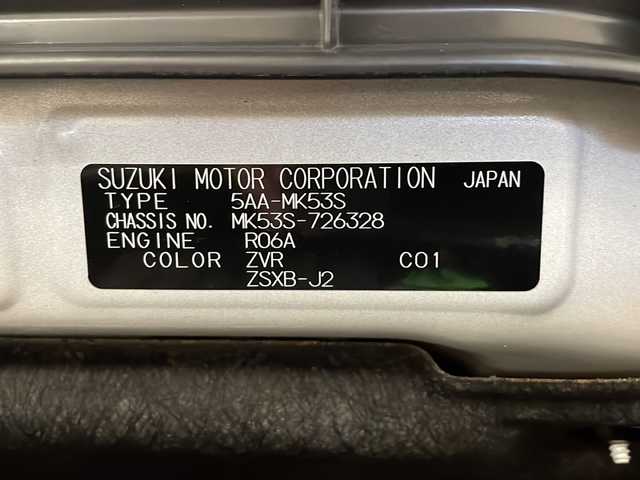 SUZUKI MOTOR CORPORATION JAPAN
TYPE 5AA-MK53S
CHASSIS NO. MK53S-726328
ENGINE R06A
COLOR ZVR C01
ZSXB-J2